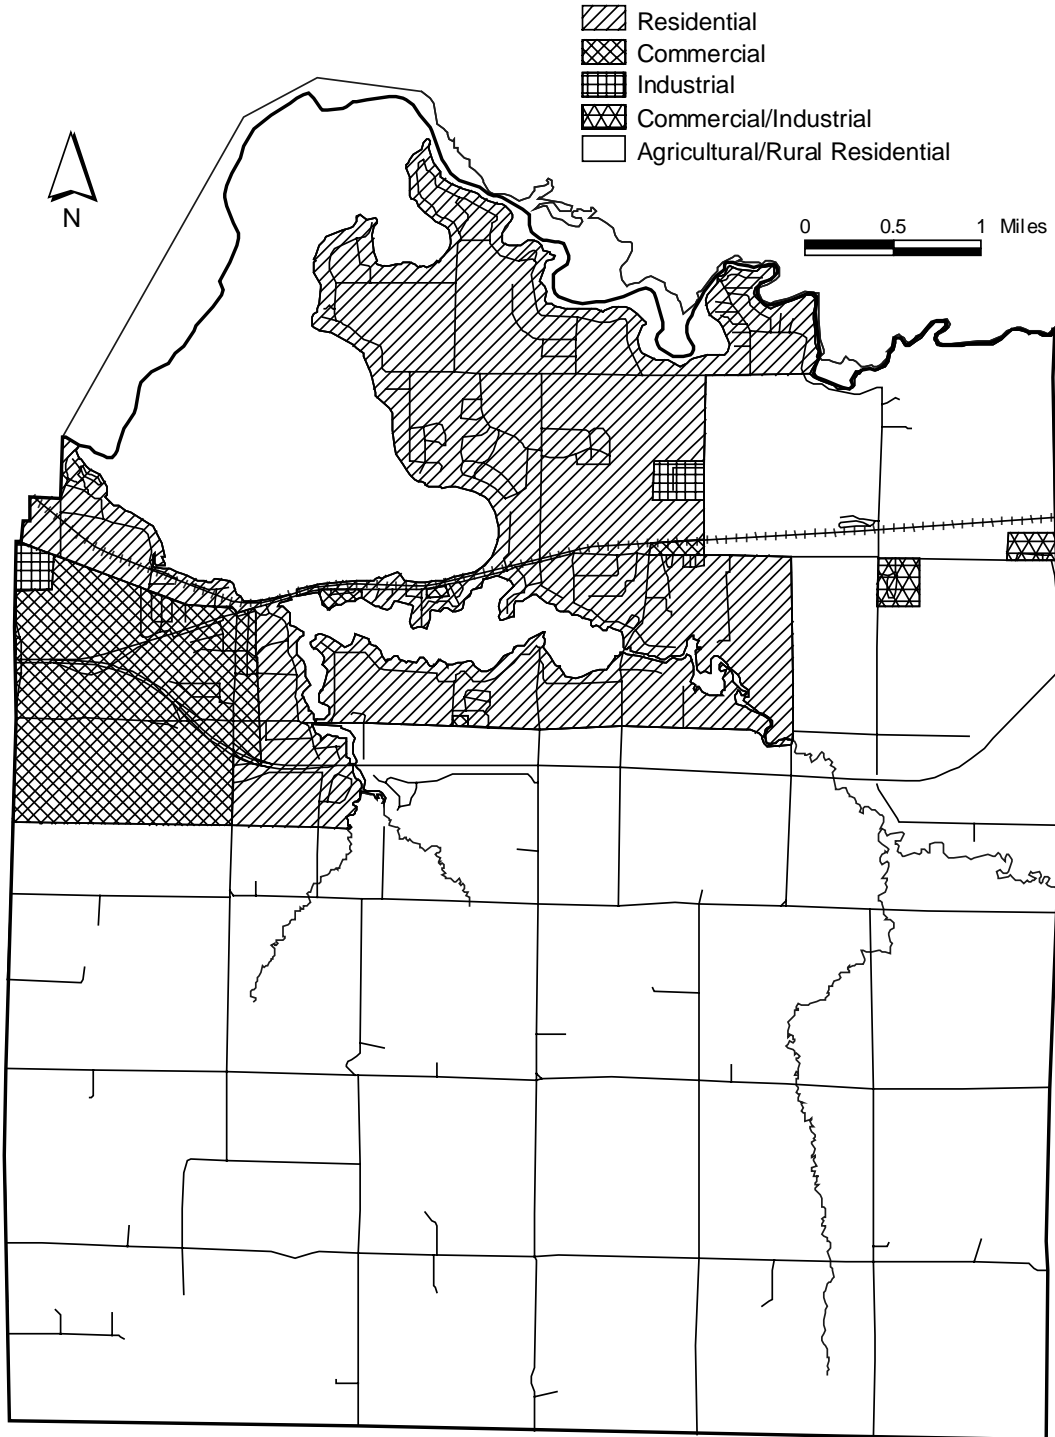 Residential
Commercial
Industrial
Commercial/Industrial
Agricultural/Rural Residential
N
0 0.5 1 Miles